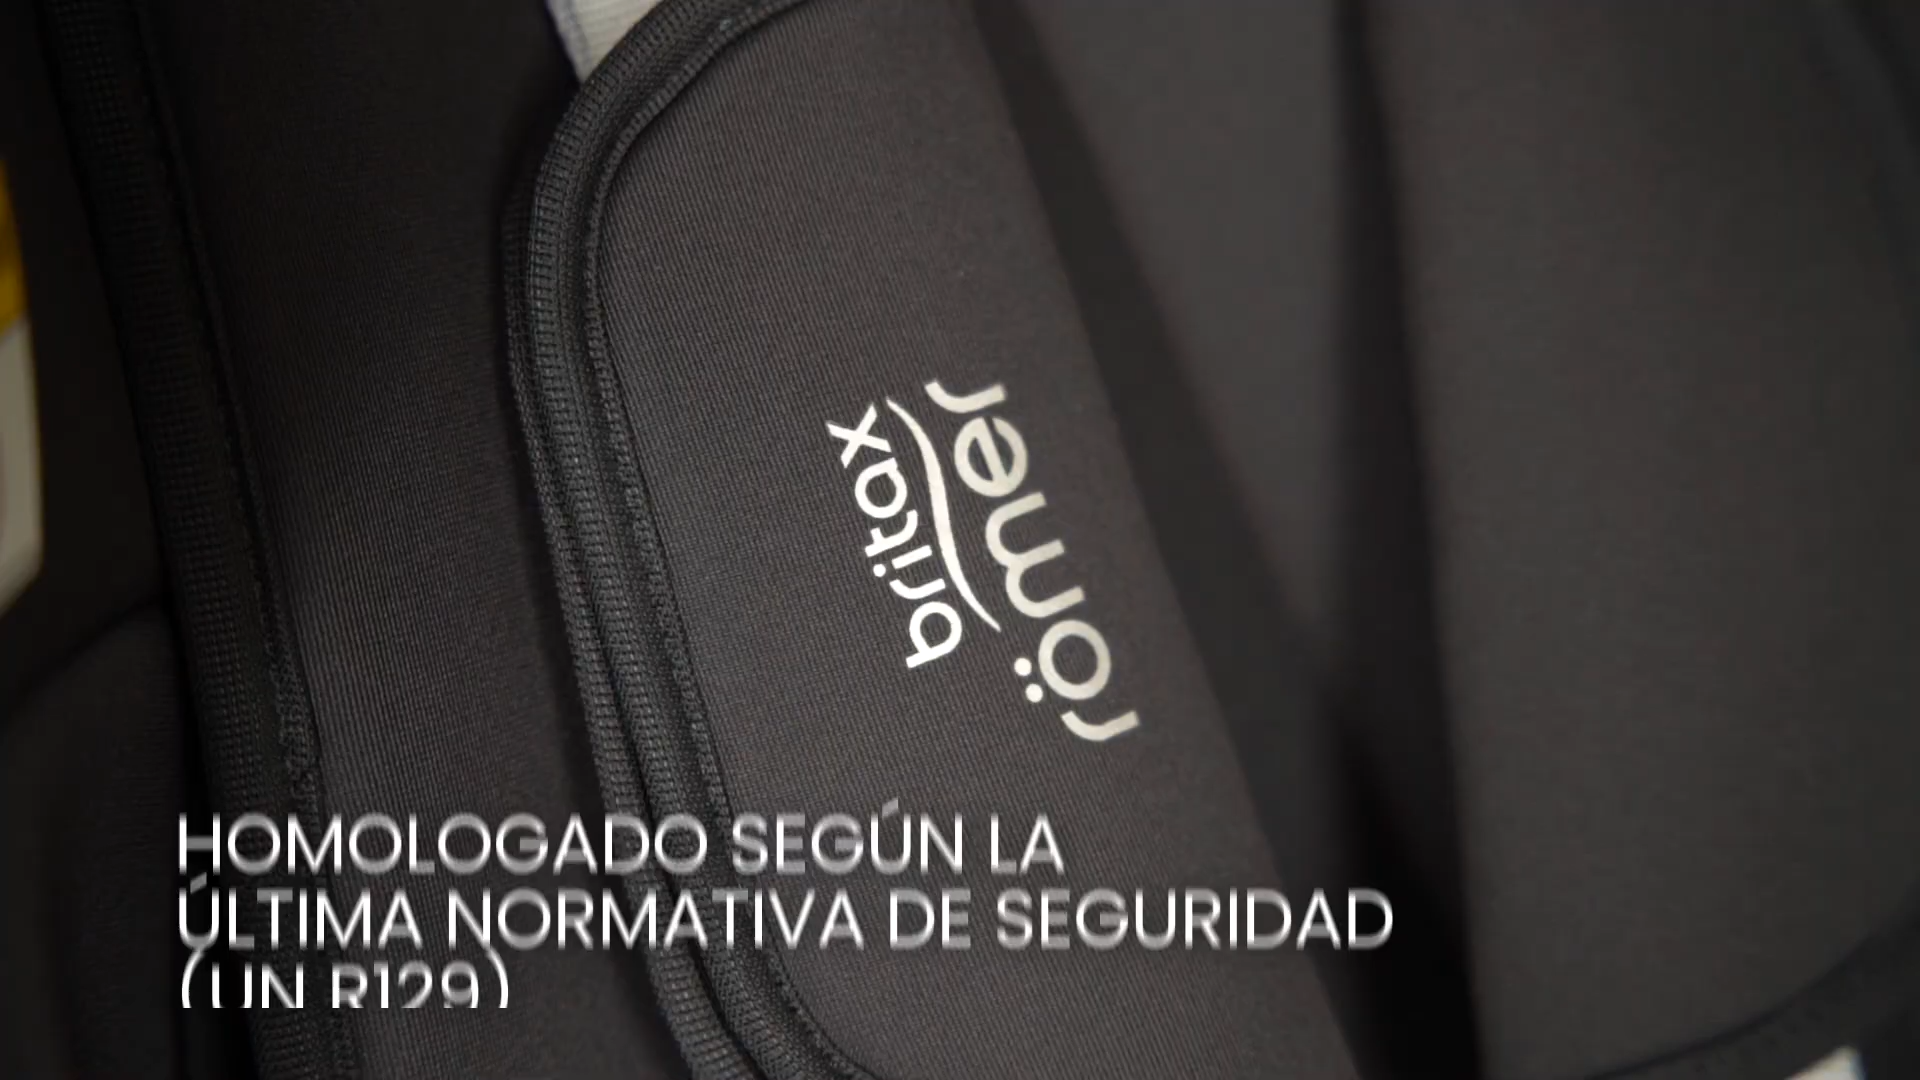 britax
römer
HOMOLOGADO SEGÚN LA
ÚLTIMA NORMATIVA DE SEGURIDAD
(UN R129)